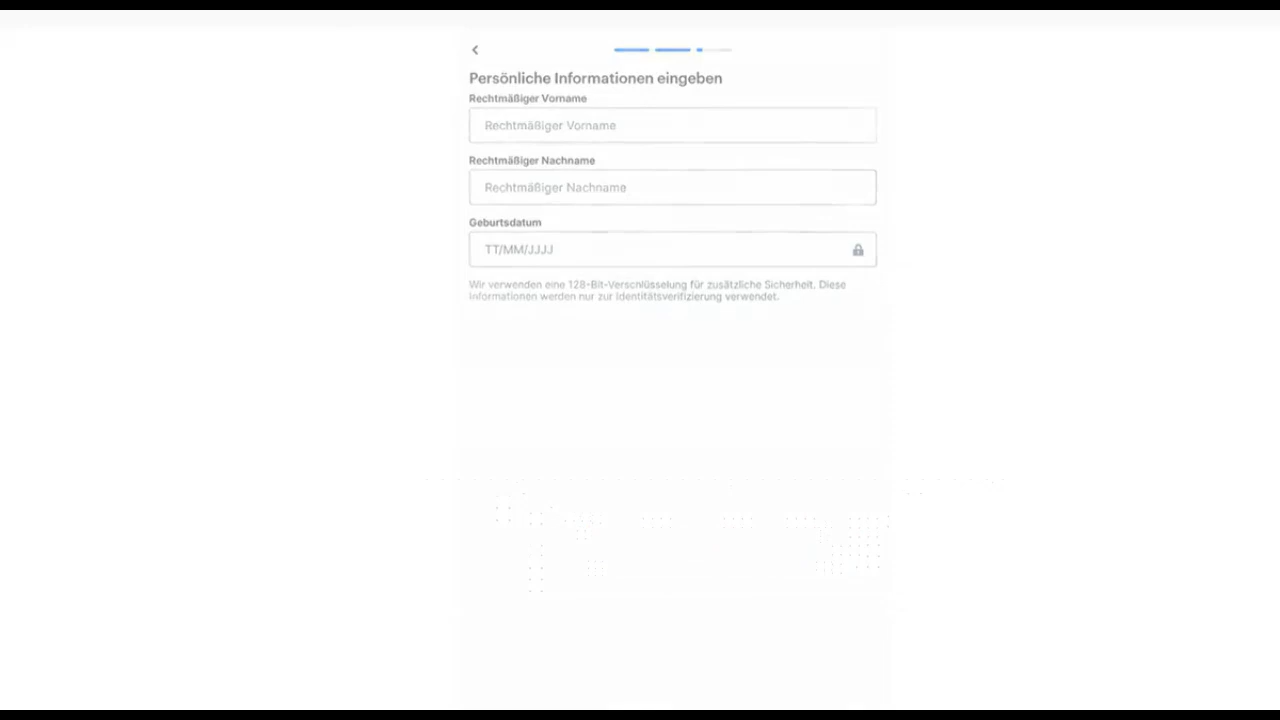 Persönliche Informationen eingeben
Rechtmäßiger Vorname
Rechtmäßiger Vorname
Rechtmäßiger Nachname
Rechtmäßiger Nachname
Geburtsdatum
TT/MM/JJJJ
Wir verwenden eine 128-Bit-Verschlüsselung für zusätzliche Sicherheit. Diese
Informationen werden nur zur Identitätsverifizierung verwendet.